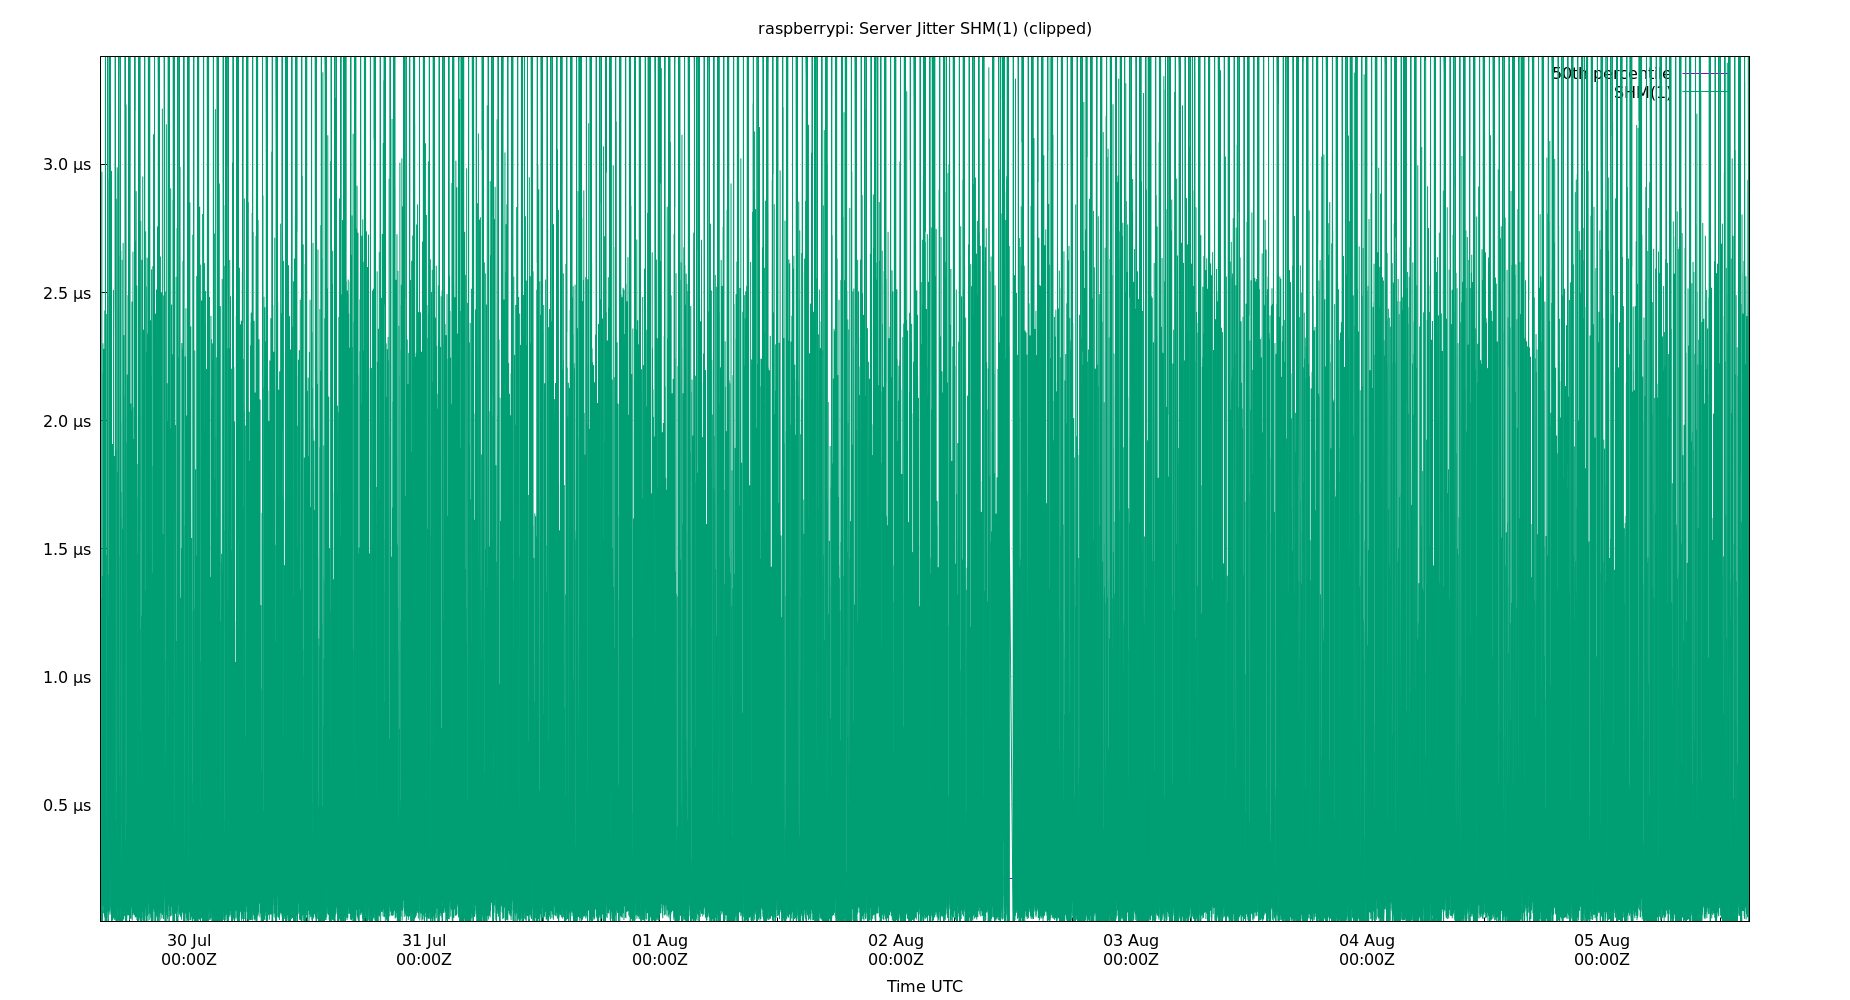 raspberrypi: Server Jitter SHM(1) (clipped)
50th percentile
SHM(1)
3.0 µs
2.5 µs
2.0 µs
1.5 µs
1.0 µs
0.5 µs
30 Jul 31 Jul 01 Aug 02 Aug 03 Aug 04 Aug 05 Aug
00:00Z 00:00Z 00:00Z 00:00Z 00:00Z 00:00Z 00:00Z
Time UTC